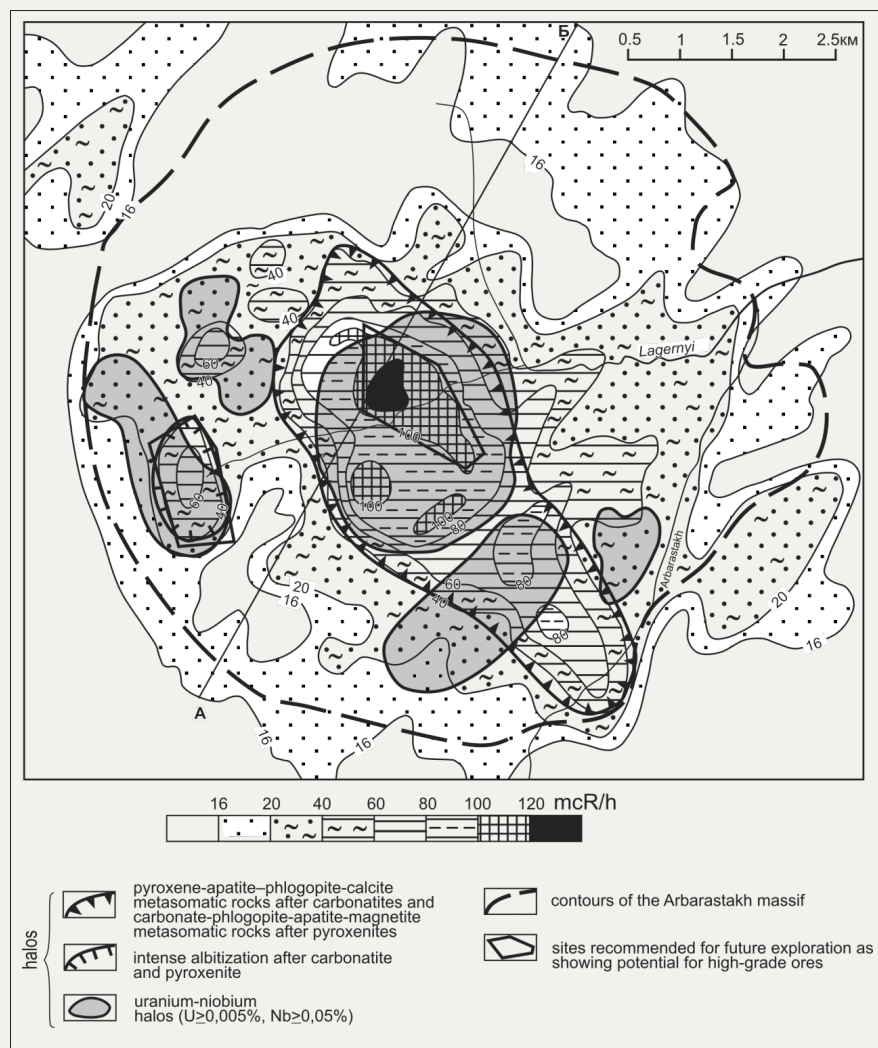 Б
0.5 1 1.5 2 2.5км
16
20
16
40
40
Lagernyi
60
40
100
60
40
100
100
80
Arbarastakh
20
16
60
40
80
80
20
16
А
16
16
16 20 40 60 80 100 120 mcR/h
halos
pyroxene-apatite–phlogopite-calcite
metasomatic rocks after carbonatites and
carbonate-phlogopite-apatite-magnetite
metasomatic rocks after pyroxenites
intense albitization after carbonatite
and pyroxenite
uranium-niobium
halos (U≥0,005%, Nb≥0,05%)
contours of the Arbarastakh massif
sites recommended for future exploration as
showing potential for high-grade ores